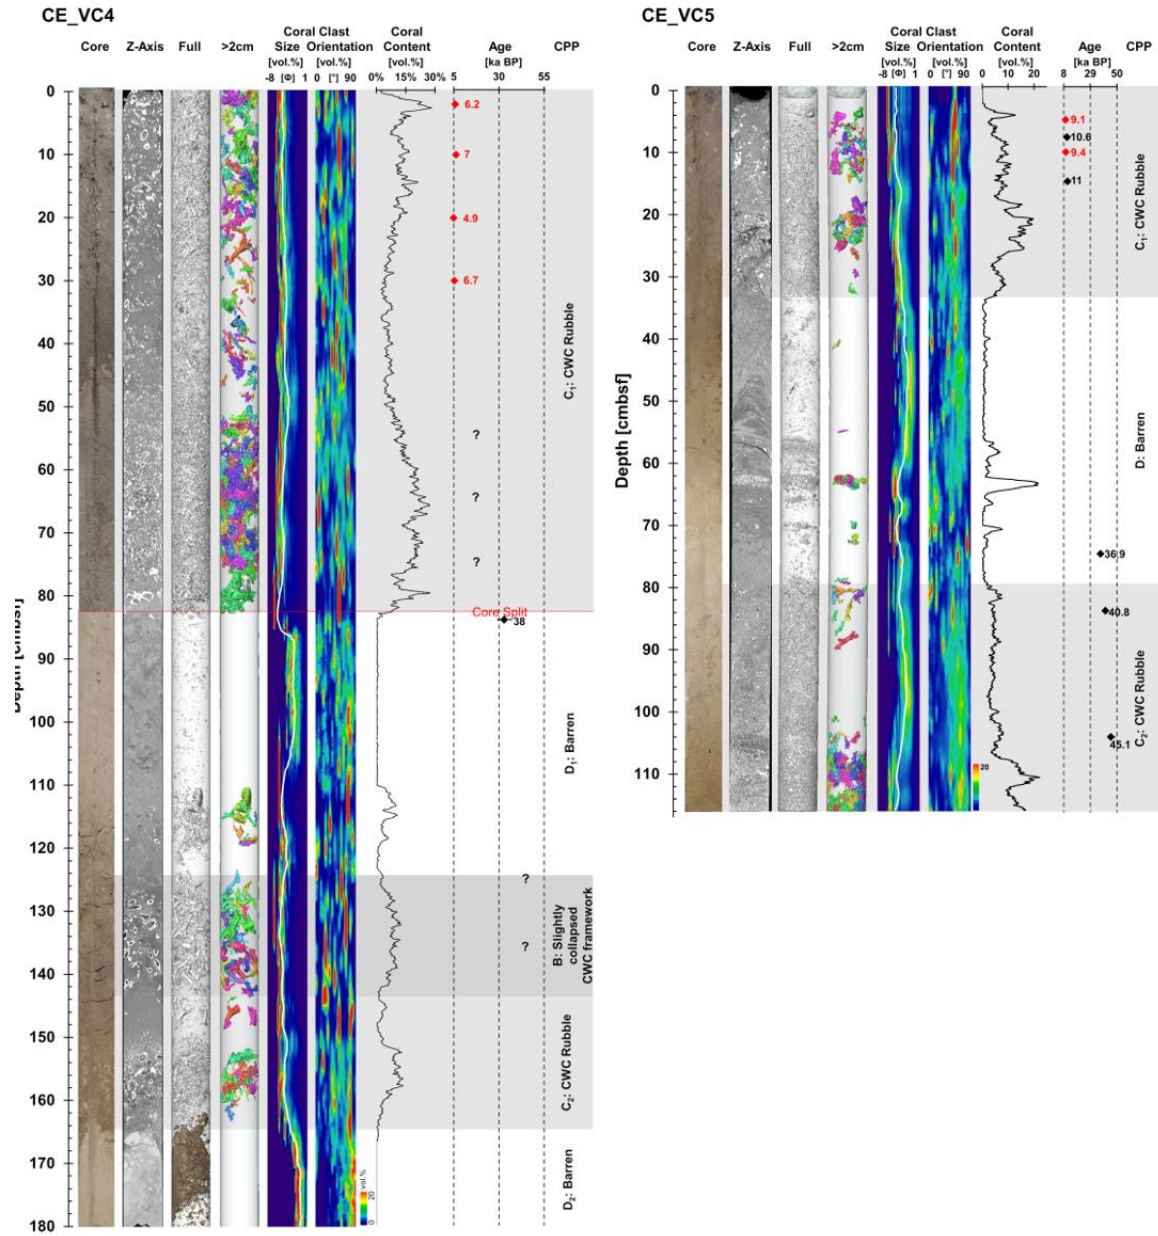 CE_VC4
Coral Clast Coral
Core Z-Axis Full >2cm Size Orientation Content Age CPP
[vol.%] [vol.%] [ka BP]
-8 [Φ] 1 0 [°] 90 0% 15% 30% 5 30 55
0
10
20
30
40
50
60
70
80
90
100
110
120
130
140
150
160
170
180
Depth [cmbsf]
6.2
7
4.9
6.7
?
?
?
Core Split
38
?
?
C₁: CWC Rubble
D₁: Barren
B: Slightly
collapsed
CWC framework
C₂: CWC Rubble
D₂: Barren
vol.%
0 20
CE_VC5
Coral Clast Coral
Core Z-Axis Full >2cm Size Orientation Content Age CPP
[vol.%] [vol.%] [ka BP]
-8 [Φ] 1 0 [°] 90 0 10 20 8 29 50
0
10
20
30
40
50
60
70
80
90
100
110
Depth [cmbsf]
9.1
10.6
9.4
11
36.9
40.8
45.1
C₁: CWC Rubble
D: Barren
C₂: CWC Rubble
20